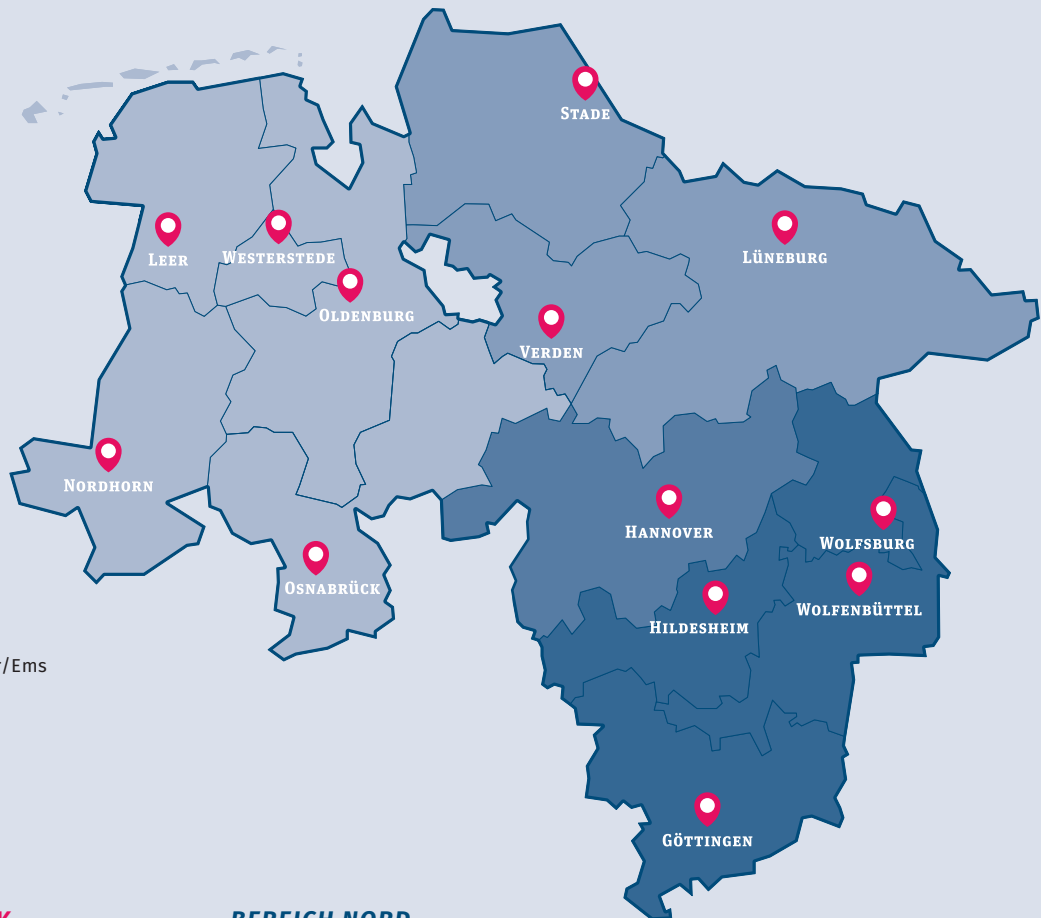 Stade
Leer
Westerstede
Lüneburg
Oldenburg
Verden
Nordhorn
Hannover
Wolfsburg
Osnabrück
Wolfenbüttel
Hildesheim
/Ems
Göttingen
BEREICH NORD